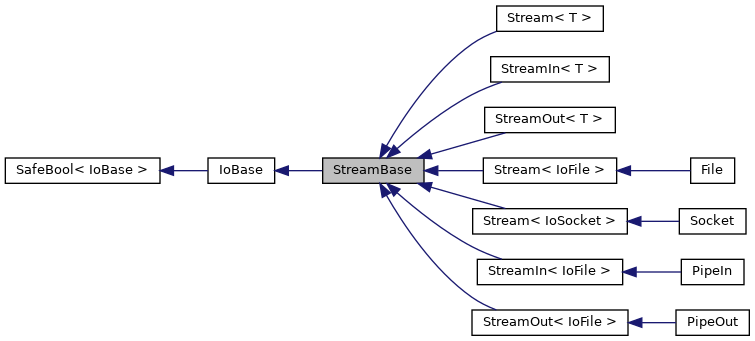 Stream< T >
StreamIn< T >
StreamOut< T >
SafeBool< IoBase >
IoBase
StreamBase
Stream< IoFile >
File
Stream< IoSocket >
Socket
StreamIn< IoFile >
PipeIn
StreamOut< IoFile >
PipeOut